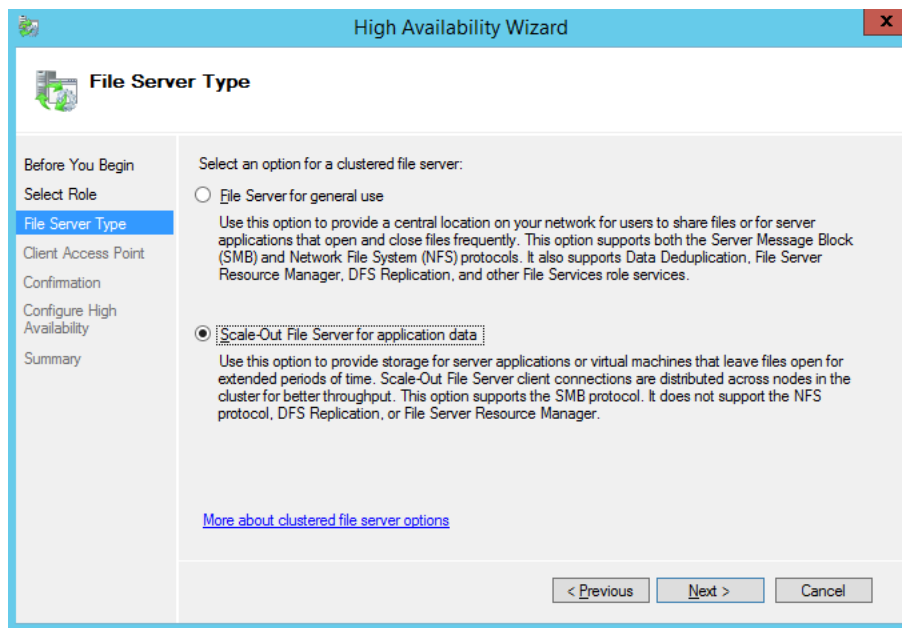 High Availability Wizard
x
File Server Type
Before You Begin
Select Role
File Server Type
Client Access Point
Confirmation
Configure High
Availability
Summary
Select an option for a clustered file server:
File Server for general use
Use this option to provide a central location on your network for users to share files or for server
applications that open and close files frequently. This option supports both the Server Message Block
(SMB) and Network File System (NFS) protocols. It also supports Data Deduplication, File Server
Resource Manager, DFS Replication, and other File Services role services.
Scale-Out File Server for application data
Use this option to provide storage for server applications or virtual machines that leave files open for
extended periods of time. Scale-Out File Server client connections are distributed across nodes in the
cluster for better throughput. This option supports the SMB protocol. It does not support the NFS
protocol, DFS Replication, or File Server Resource Manager.
More about clustered file server options
< Previous
Next >
Cancel